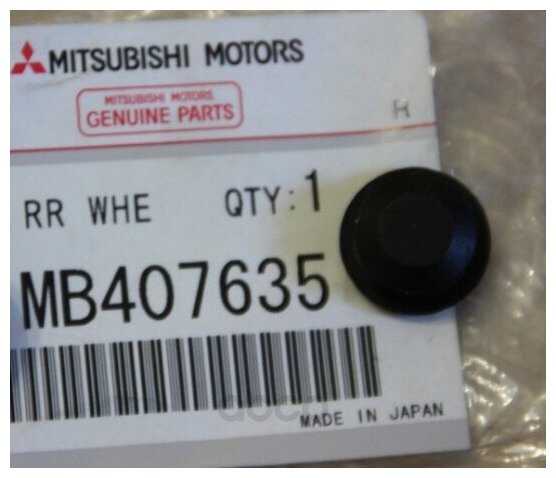 MITSUBISHI MOTORS
MITSUBISHI MOTORS
GENUINE PARTS
R
RR WHE QTY:1
MB407635
MADE IN JAPAN